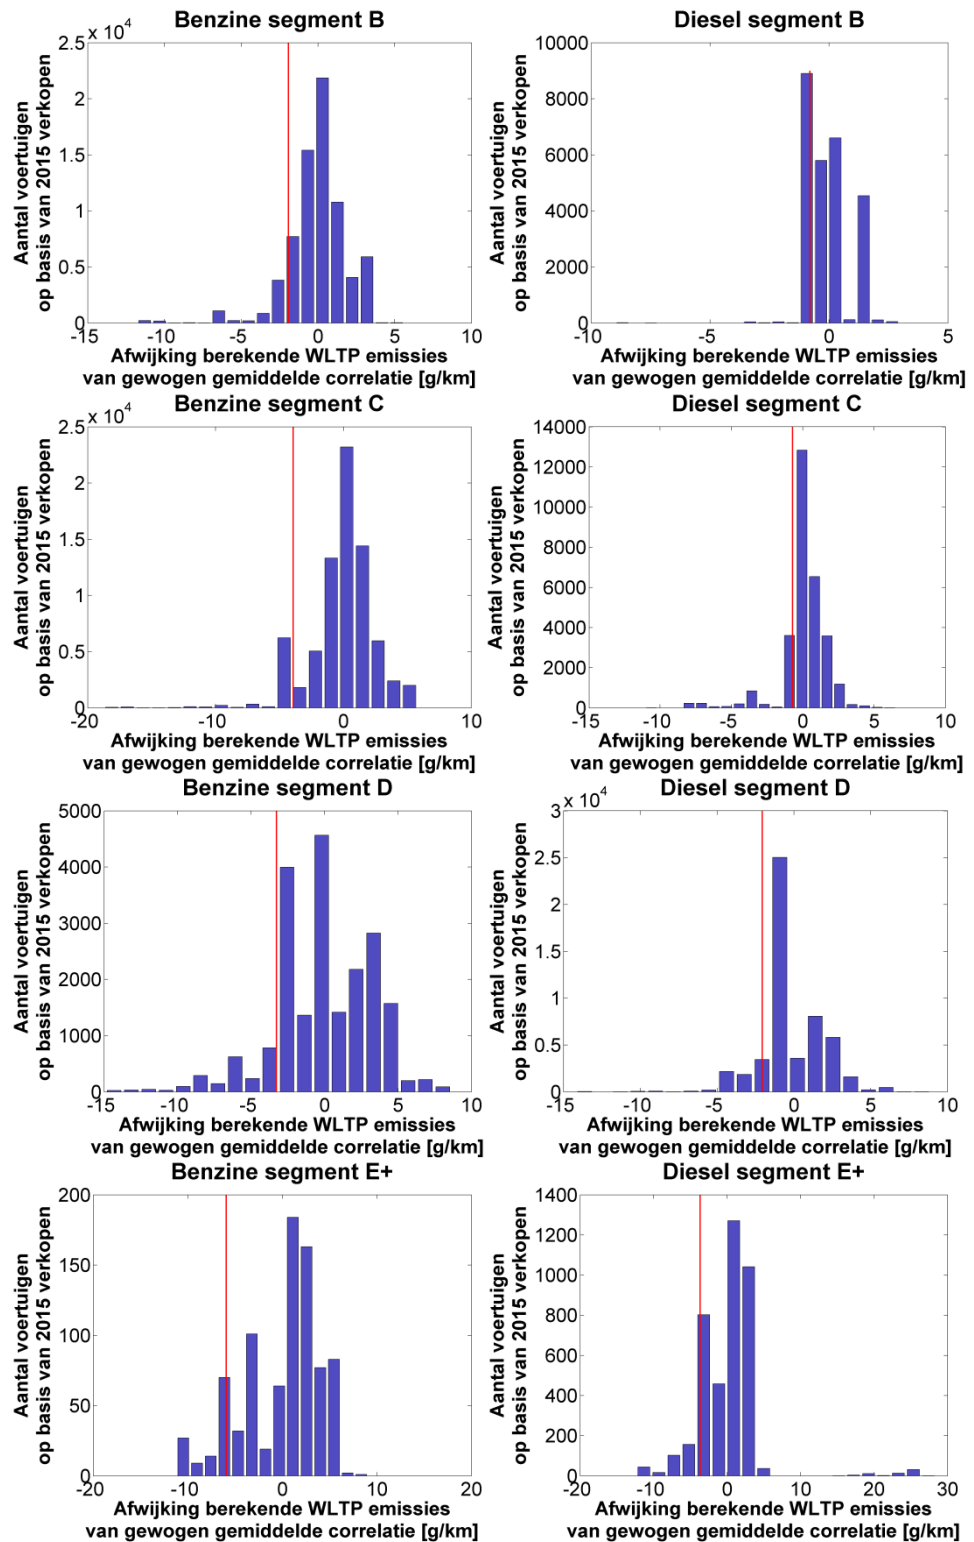 Benzine segment B
x 10^4
2.5
2
1.5
1
0.5
0
-15
-10
-5
0
5
10
Aantal voertuigen
op basis van 2015 verkopen
Afwijking berekende WLTP emissies
van gewogen gemiddelde correlatie [g/km]
Diesel segment B
10000
8000
6000
4000
2000
0
-10
-5
0
5
Aantal voertuigen
op basis van 2015 verkopen
Afwijking berekende WLTP emissies
van gewogen gemiddelde correlatie [g/km]
Benzine segment C
x 10^4
2.5
2
1.5
1
0.5
0
-20
-10
0
10
Aantal voertuigen
op basis van 2015 verkopen
Afwijking berekende WLTP emissies
van gewogen gemiddelde correlatie [g/km]
Diesel segment C
14000
12000
10000
8000
6000
4000
2000
0
-15
-10
-5
0
5
10
Aantal voertuigen
op basis van 2015 verkopen
Afwijking berekende WLTP emissies
van gewogen gemiddelde correlatie [g/km]
Benzine segment D
5000
4000
3000
2000
1000
0
-15
-10
-5
0
5
10
Aantal voertuigen
op basis van 2015 verkopen
Afwijking berekende WLTP emissies
van gewogen gemiddelde correlatie [g/km]
Diesel segment D
x 10^4
3
2.5
2
1.5
1
0.5
0
-15
-10
-5
0
5
10
Aantal voertuigen
op basis van 2015 verkopen
Afwijking berekende WLTP emissies
van gewogen gemiddelde correlatie [g/km]
Benzine segment E+
200
150
100
50
0
-20
-10
0
10
20
Aantal voertuigen
op basis van 2015 verkopen
Afwijking berekende WLTP emissies
van gewogen gemiddelde correlatie [g/km]
Diesel segment E+
1400
1200
1000
800
600
400
200
0
-20
-10
0
10
20
30
Aantal voertuigen
op basis van 2015 verkopen
Afwijking berekende WLTP emissies
van gewogen gemiddelde correlatie [g/km]